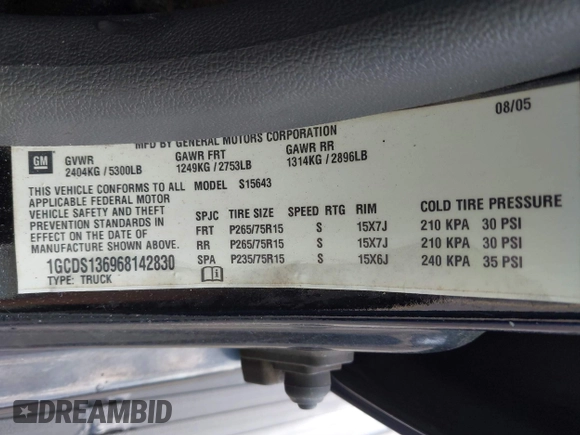 08/05
MFD BY GENERAL MOTORS CORPORATION
GM
GVWR GAWR FRT GAWR RR
2404KG / 5300LB 1249KG / 2753LB 1314KG / 2896LB
THIS VEHICLE CONFORMS TO ALL MODEL S15643
APPLICABLE FEDERAL MOTOR
VEHICLE SAFETY AND THEFT
PREVENTION STANDARDS IN
EFFECT ON THE DATE OF
MANUFACTURE SHOWN ABOVE.
SPJC TIRE SIZE SPEED RTG RIM COLD TIRE PRESSURE
FRT P265/75R15 S 15X7J 210 KPA 30 PSI
RR P265/75R15 S 15X7J 210 KPA 30 PSI
SPA P235/75R15 S 15X6J 240 KPA 35 PSI
1GCDS136968142830
TYPE: TRUCK
DREAMBID